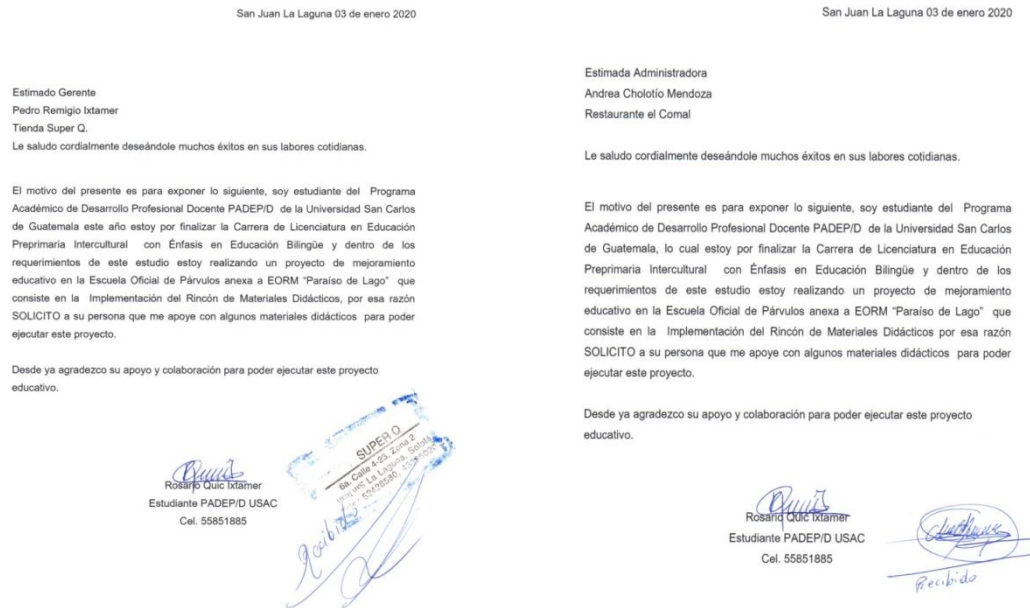 San Juan La Laguna 03 de enero 2020
Estimado Gerente
Pedro Remigio Ixtamer
Tienda Super Q.
Le saludo cordialmente deseándole muchos éxitos en sus labores cotidianas.
El motivo del presente es para exponer lo siguiente, soy estudiante del Programa
Académico de Desarrollo Profesional Docente PADEP/D de la Universidad San Carlos
de Guatemala este año estoy por finalizar la Carrera de Licenciatura en Educación
Preprimaria Intercultural con Énfasis en Educación Bilingüe y dentro de los
requerimientos de este estudio estoy realizando un proyecto de mejoramiento
educativo en la Escuela Oficial de Párvulos anexa a EORM “Paraíso de Lago” que
consiste en la Implementación del Rincón de Materiales Didácticos, por esa razón
SOLICITO a su persona que me apoye con algunos materiales didácticos para poder
ejecutar este proyecto.
Desde ya agradezco su apoyo y colaboración para poder ejecutar este proyecto
educativo.
Rosario Quic Ixtamer
Estudiante PADEP/D USAC
Cel. 55851885
SUPER Q
6a. Calle 4-23, Zona 2
La Laguna, Sololá
Recibido
San Juan La Laguna 03 de enero 2020
Estimada Administradora
Andrea Cholotío Mendoza
Restaurante el Comal
Le saludo cordialmente deseándole muchos éxitos en sus labores cotidianas.
El motivo del presente es para exponer lo siguiente, soy estudiante del Programa
Académico de Desarrollo Profesional Docente PADEP/D de la Universidad San Carlos
de Guatemala, lo cual estoy por finalizar la Carrera de Licenciatura en Educación
Preprimaria Intercultural con Énfasis en Educación Bilingüe y dentro de los
requerimientos de este estudio estoy realizando un proyecto de mejoramiento
educativo en la Escuela Oficial de Párvulos anexa a EORM “Paraíso de Lago” que
consiste en la Implementación del Rincón de Materiales Didácticos por esa razón
SOLICITO a su persona que me apoye con algunos materiales didácticos para poder
ejecutar este proyecto.
Desde ya agradezco su apoyo y colaboración para poder ejecutar este proyecto
educativo.
Rosario Quic Ixtamer
Estudiante PADEP/D USAC
Cel. 55851885
Recibido